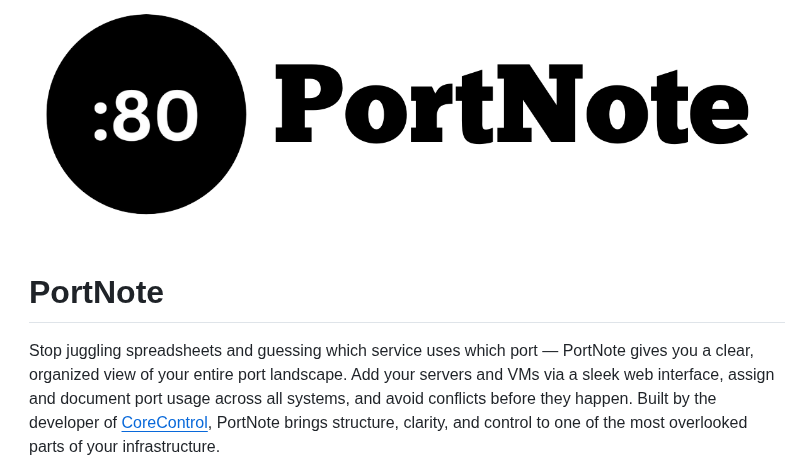 :80 PortNote
PortNote
Stop juggling spreadsheets and guessing which service uses which port — PortNote gives you a clear,
organized view of your entire port landscape. Add your servers and VMs via a sleek web interface, assign
and document port usage across all systems, and avoid conflicts before they happen. Built by the
developer of CoreControl, PortNote brings structure, clarity, and control to one of the most overlooked
parts of your infrastructure.